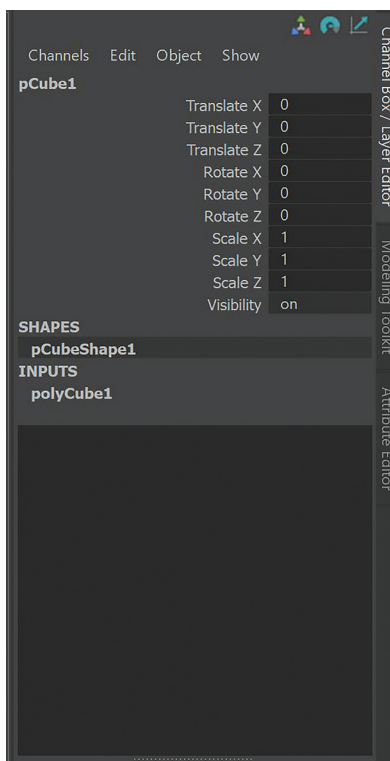 Channels Edit Object Show
pCube1
Translate X 0
Translate Y 0
Translate Z 0
Rotate X 0
Rotate Y 0
Rotate Z 0
Scale X 1
Scale Y 1
Scale Z 1
Visibility on
SHAPES
pCubeShape1
INPUTS
polyCube1
Channel Box / Layer Editor
Modeling Toolkit
Attribute Editor